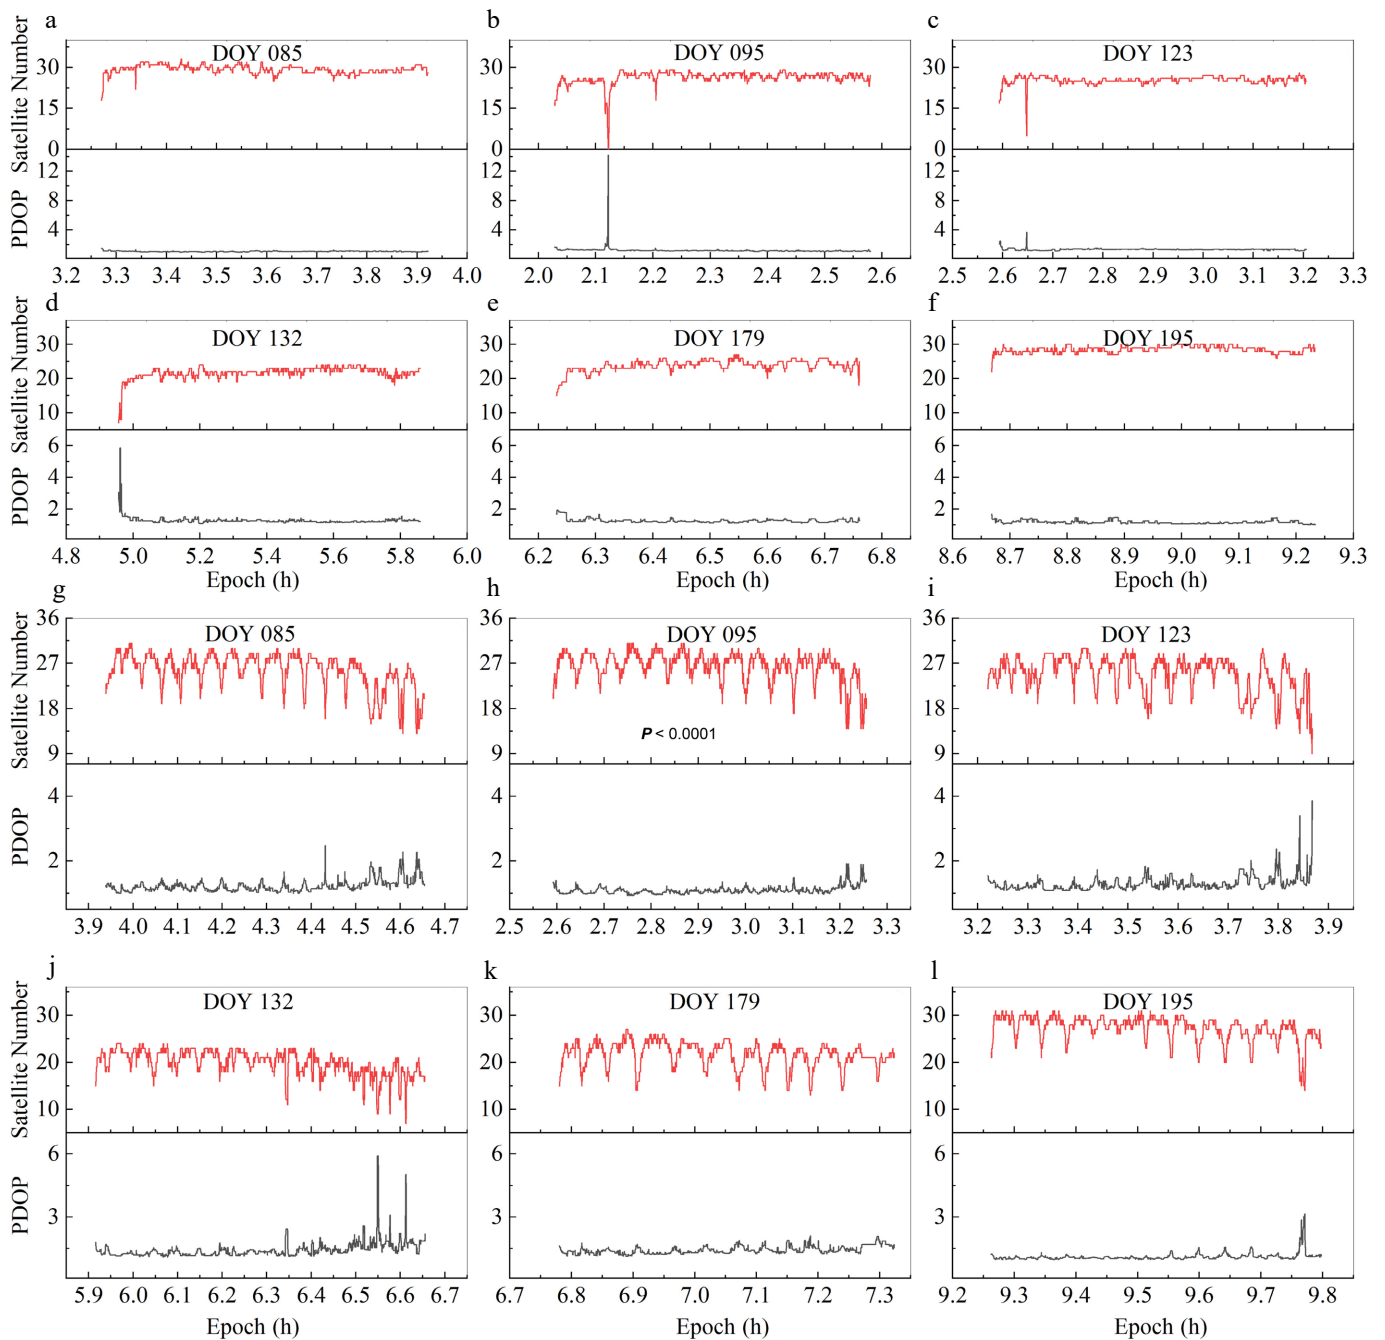 a b c
DOY 085 DOY 095 DOY 123
Satellite Number
30 15 0
30 15 0
30 15 0
PDOP
12 8 4
12 8 4
12 8 4
3.2 3.3 3.4 3.5 3.6 3.7 3.8 3.9 4.0
2.0 2.1 2.2 2.3 2.4 2.5 2.6
2.5 2.6 2.7 2.8 2.9 3.0 3.1 3.2 3.3
d e f
DOY 132 DOY 179 DOY 195
Satellite Number
30 20 10
30 20 10
30 20 10
PDOP
6 4 2
6 4 2
6 4 2
4.8 5.0 5.2 5.4 5.6 5.8 6.0
6.2 6.3 6.4 6.5 6.6 6.7 6.8
8.6 8.7 8.8 8.9 9.0 9.1 9.2 9.3
Epoch (h) Epoch (h) Epoch (h)
g h i
DOY 085 DOY 095 DOY 123
Satellite Number
36 27 18 9
36 27 18 9
36 27 18 9
P < 0.0001
PDOP
4 2
4 2
4 2
3.9 4.0 4.1 4.2 4.3 4.4 4.5 4.6 4.7
2.5 2.6 2.7 2.8 2.9 3.0 3.1 3.2 3.3
3.2 3.3 3.4 3.5 3.6 3.7 3.8 3.9
j k l
DOY 132 DOY 179 DOY 195
Satellite Number
30 20 10
30 20 10
30 20 10
PDOP
6 3
6 3
6 3
5.9 6.0 6.1 6.2 6.3 6.4 6.5 6.6 6.7
6.7 6.8 6.9 7.0 7.1 7.2 7.3
9.2 9.3 9.4 9.5 9.6 9.7 9.8
Epoch (h) Epoch (h) Epoch (h)